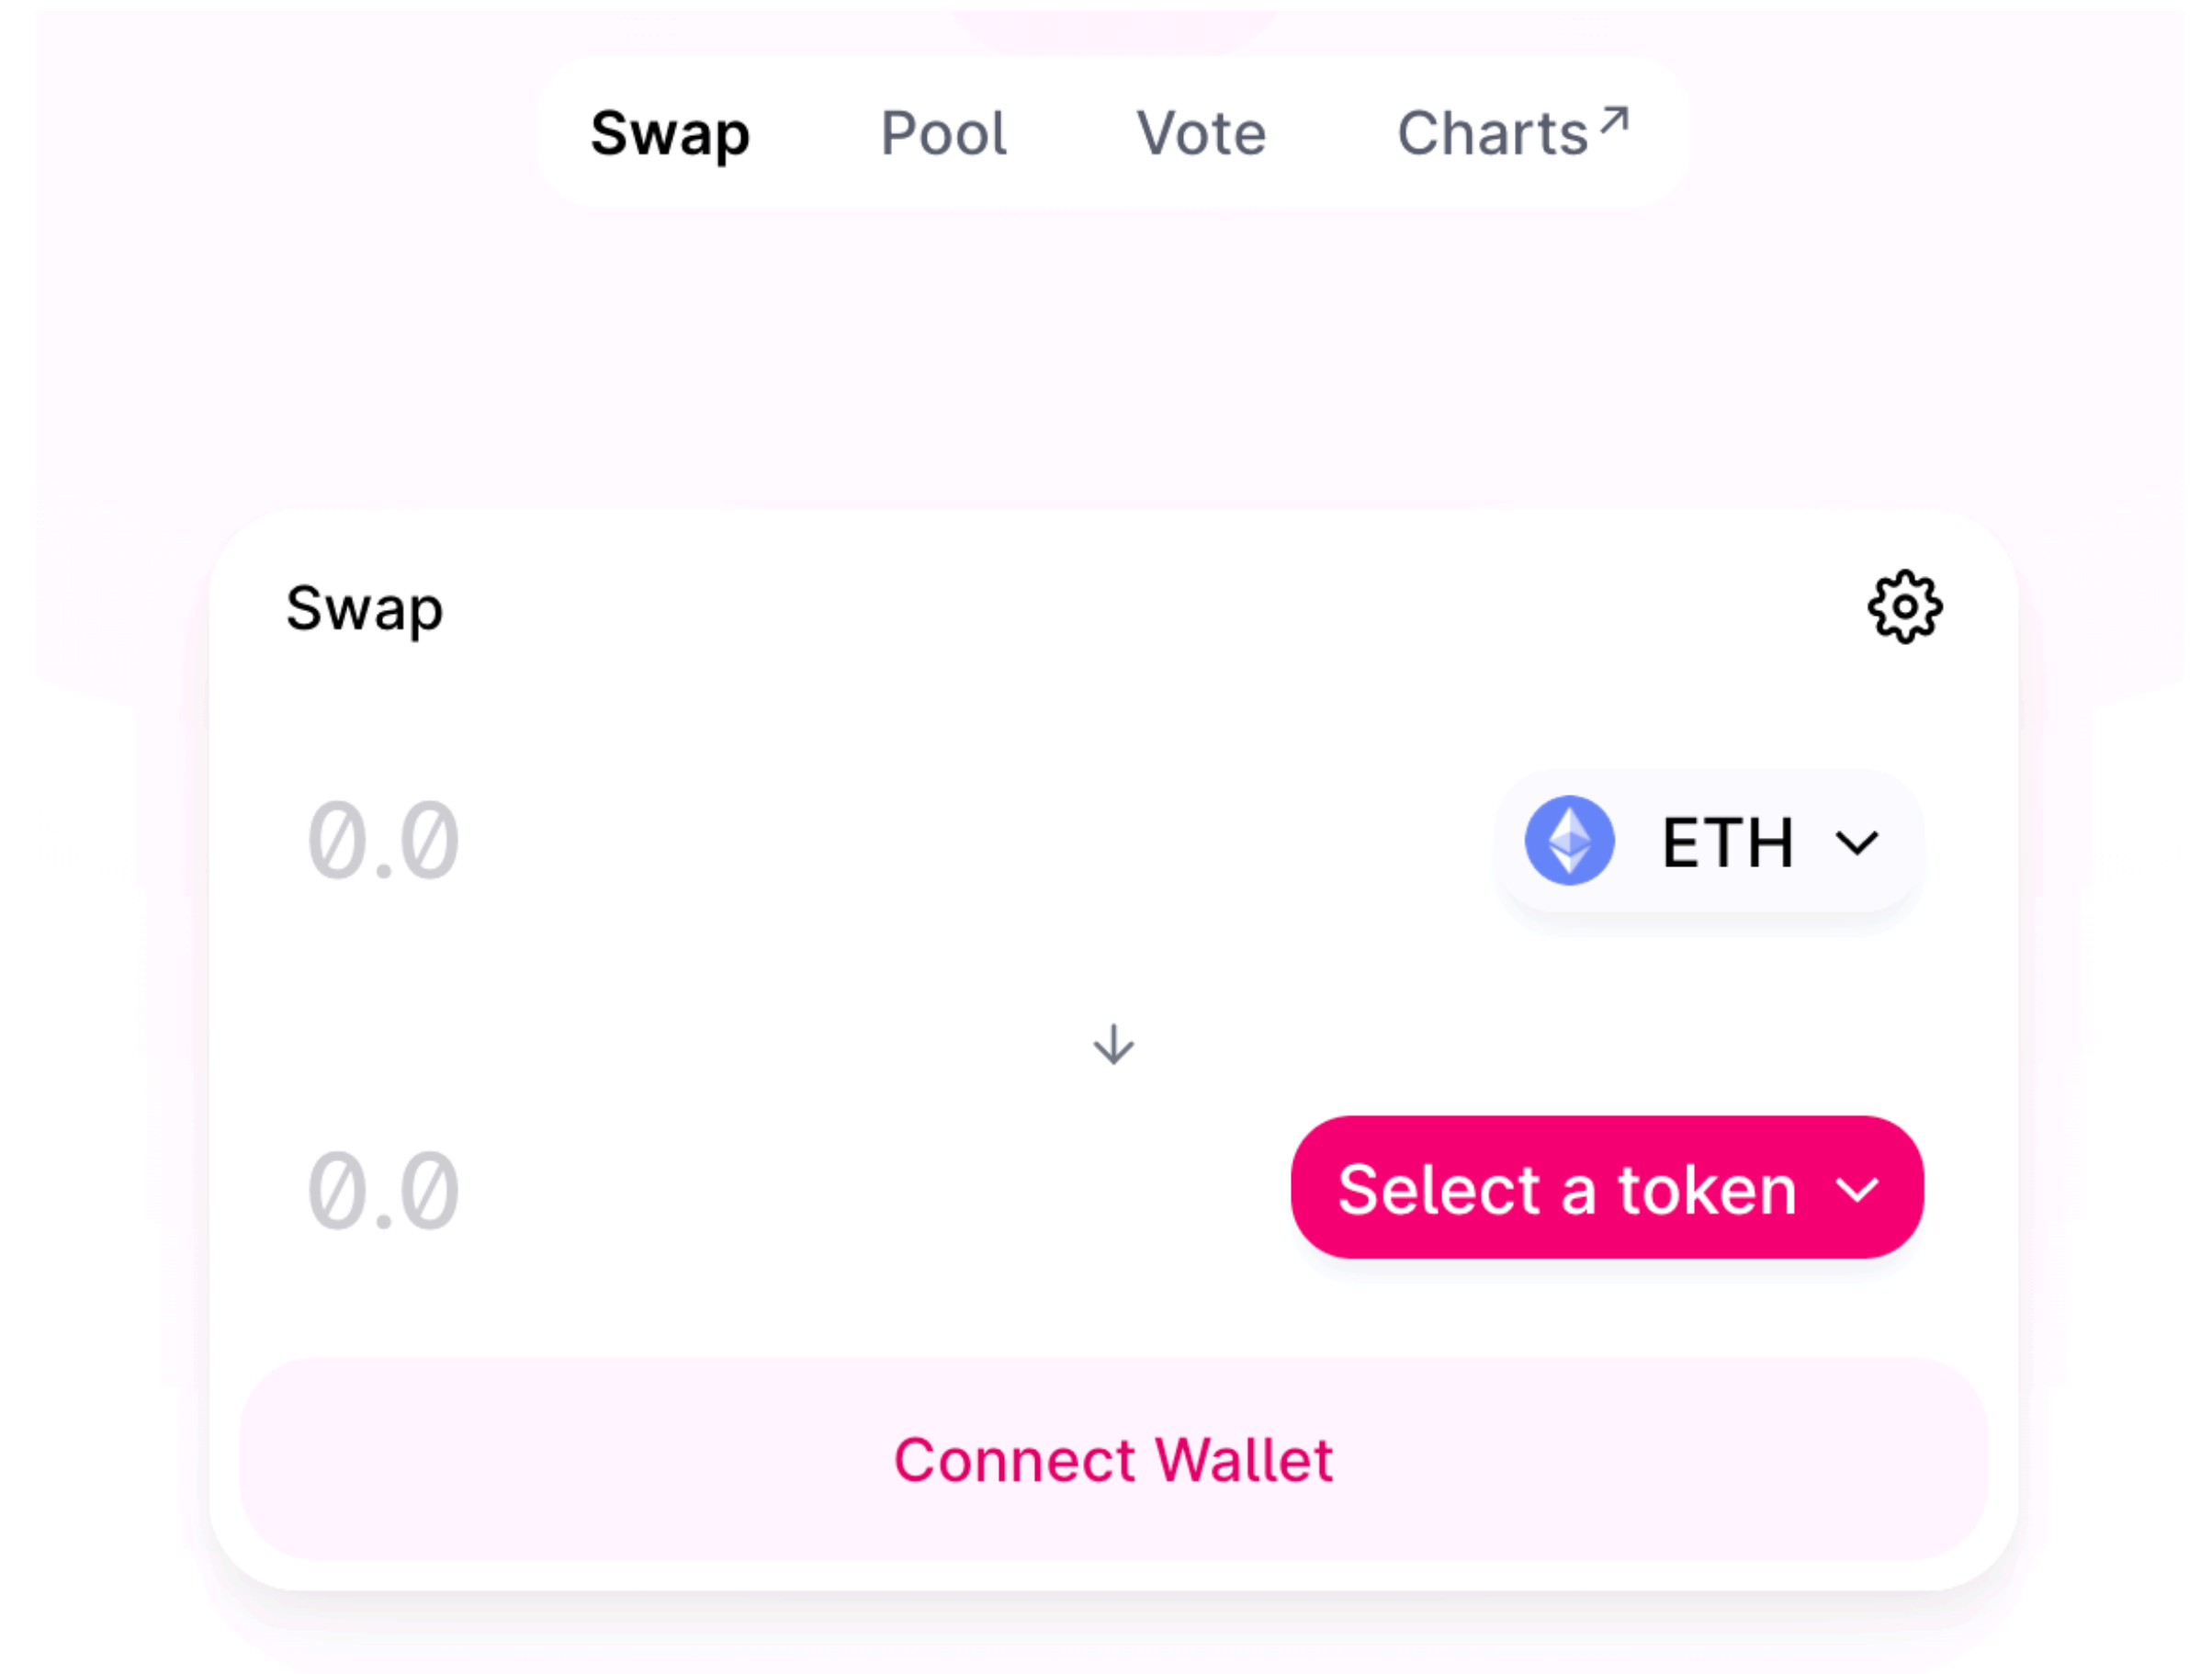 Swap Pool Vote Charts↗
Swap
0.0 ETH
0.0 Select a token
Connect Wallet